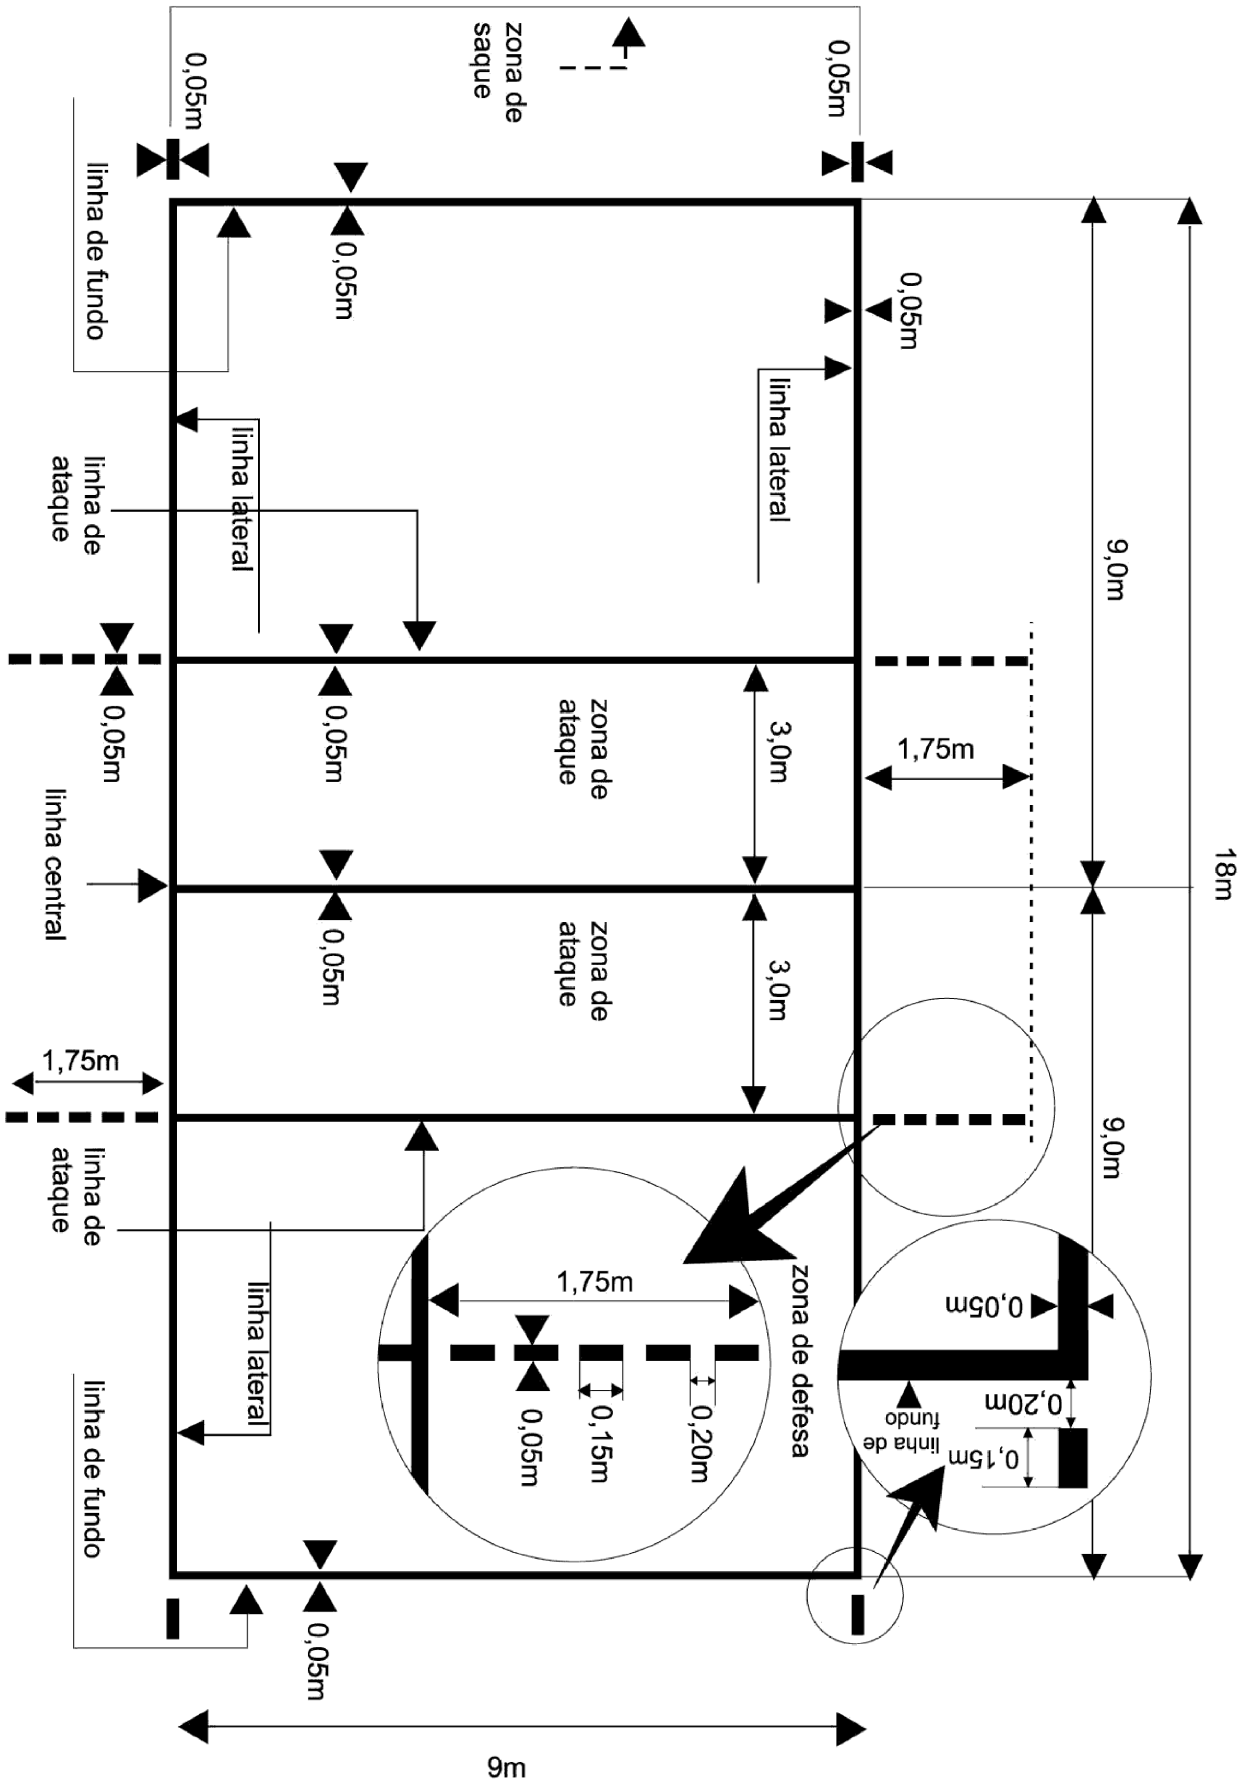 zona de
saque
0,05m
0,05m
linha de fundo
0,05m
0,05m
linha lateral
linha lateral
linha de
ataque
9,0m
0,05m
0,05m
zona de
ataque
3,0m
1,75m
linha central
18m
0,05m
zona de
ataque
3,0m
1,75m
9,0m
linha de
ataque
linha lateral
1,75m
0,05m
0,15m
0,20m
zona de defesa
0,05m
0,20m
linha de
fundo
0,15m
linha de fundo
0,05m
9m